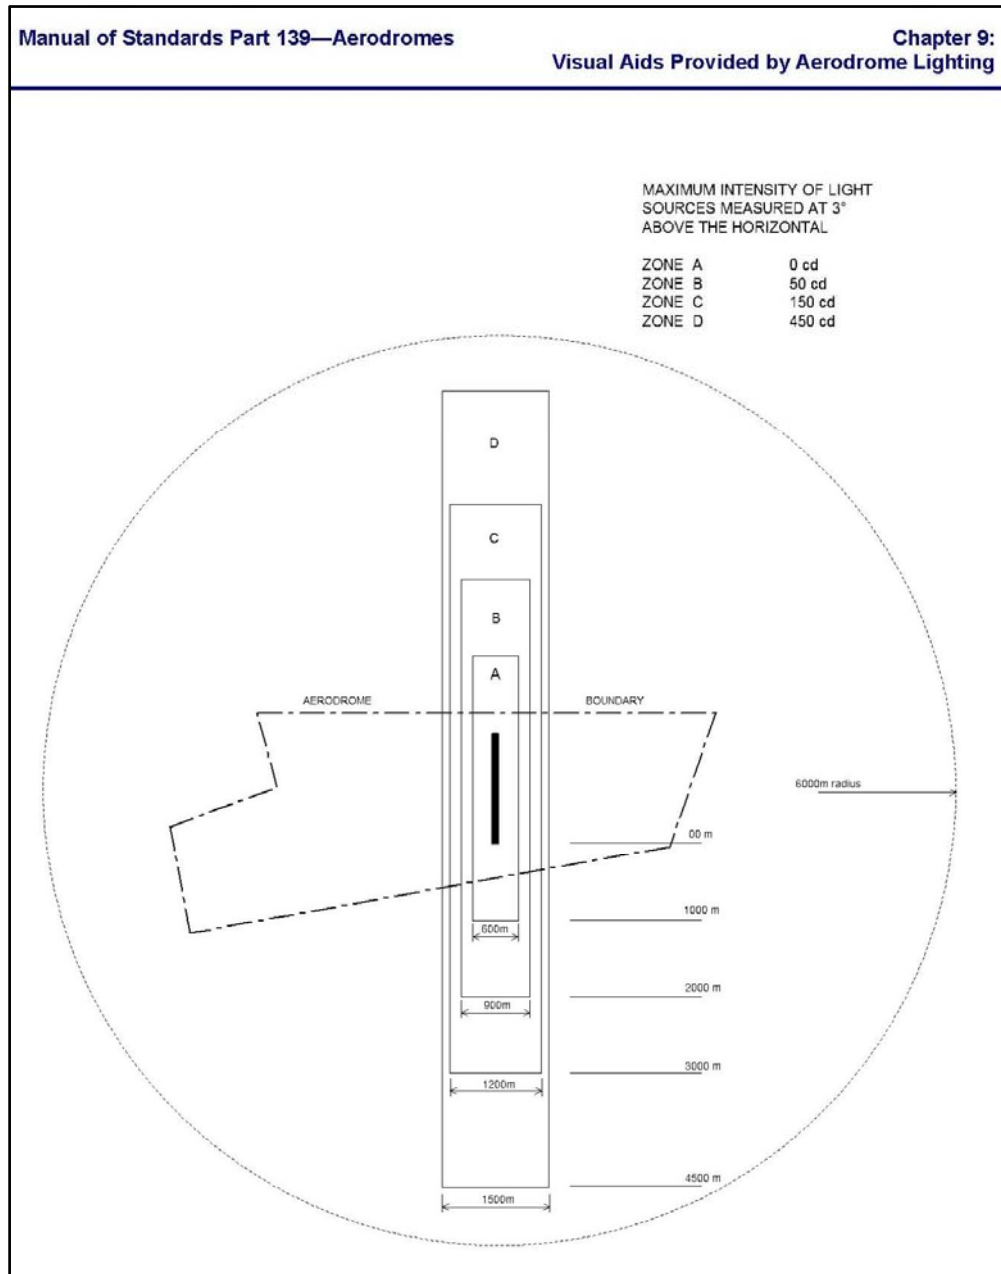 Manual of Standards Part 139—Aerodromes
Chapter 9:
Visual Aids Provided by Aerodrome Lighting
MAXIMUM INTENSITY OF LIGHT
SOURCES MEASURED AT 3°
ABOVE THE HORIZONTAL
ZONE A 0 cd
ZONE B 50 cd
ZONE C 150 cd
ZONE D 450 cd
D
C
B
A
AERODROME BOUNDARY
6000m radius
00 m
1000 m
600m
2000 m
900m
3000 m
1200m
4500 m
1500m